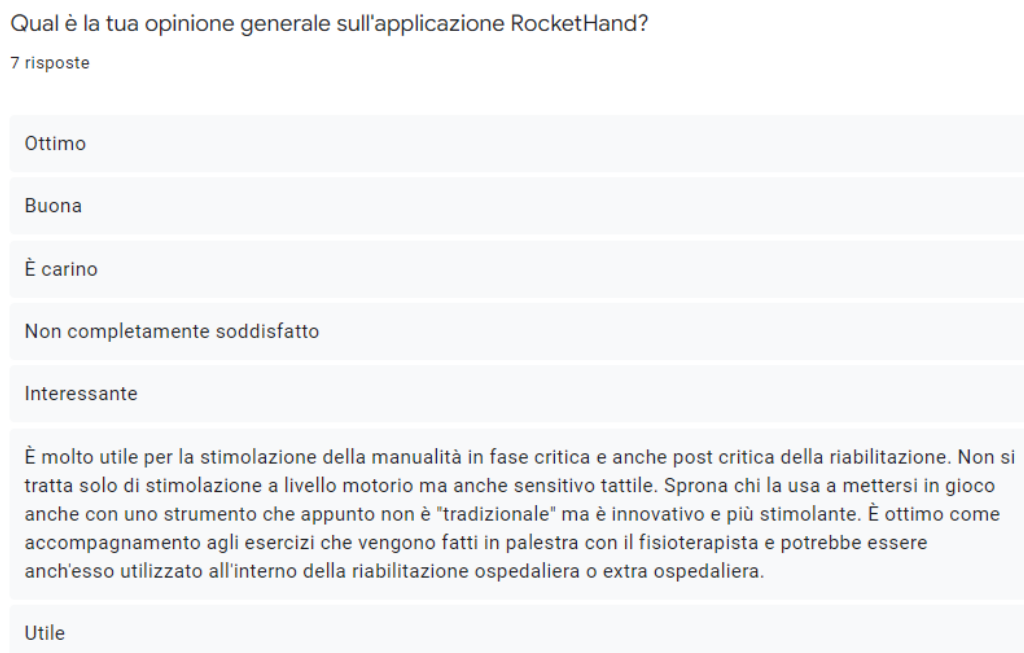 Qual è la tua opinione generale sull'applicazione RocketHand?
7 risposte
Ottimo
Buona
È carino
Non completamente soddisfatto
Interessante
È molto utile per la stimolazione della manualità in fase critica e anche post critica della riabilitazione. Non si
tratta solo di stimolazione a livello motorio ma anche sensitivo tattile. Sprona chi la usa a mettersi in gioco
anche con uno strumento che appunto non è "tradizionale" ma è innovativo e più stimolante. È ottimo come
accompagnamento agli esercizi che vengono fatti in palestra con il fisioterapista e potrebbe essere
anch'esso utilizzato all'interno della riabilitazione ospedaliera o extra ospedaliera.
Utile